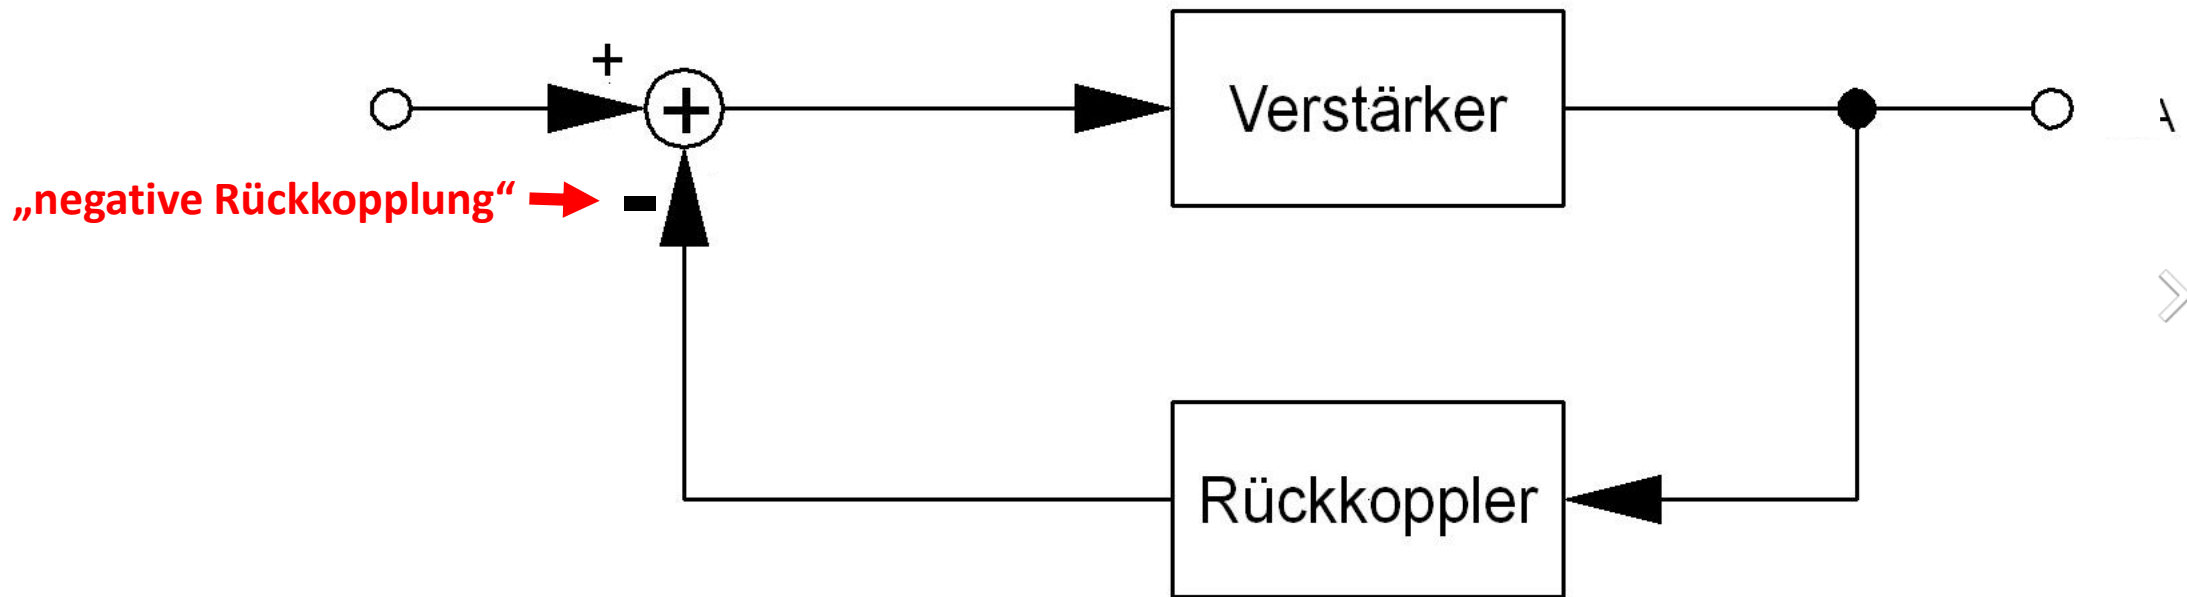 +
+
Verstärker
„negative Rückkopplung“
-
Rückkoppler